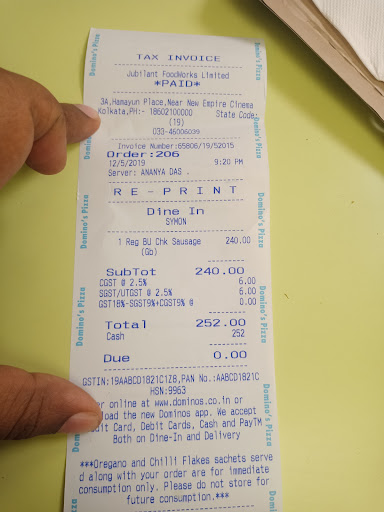 TAX INVOICE
Jubilant FoodWorks Limited
*PAID*
3A,Hamayun Place,Near New Empire Cinema
Kolkata,PH:- 18602100000 State Code:
(19)
033-46006099
Invoice Number:65806/19/52015
Order:206
12/5/2019 9:20 PM
Server: ANANYA DAS .
RE-PRINT
Dine In
SYMON
1 Reg BU Chk Sausage 240.00
(Gb)
SubTot 240.00
CGST @ 2.5% 6.00
SGST/UTGST @ 2.5% 6.00
GST18%-SGST9%+CGST9% @ 0.00
Total 252.00
Cash 252
Due 0.00
GSTIN:19AABCD1821C1Z8,PAN No.:AABCD1821C
HSN:9963
er online at www.dominos.co.in or
load the new Dominos app. We accept
bit Card, Debit Cards, Cash and PayTM
Both on Dine-In and Delivery
***Oregano and Chilli Flakes sachets serve
d along with your order are for immediate
consumption only. Please do not store for
future consumption.***
Domino's Pizza
Domino's Pizza
Domino's Pizza
Domino's Pizza
Domino's Pizza
Domino's Pizza